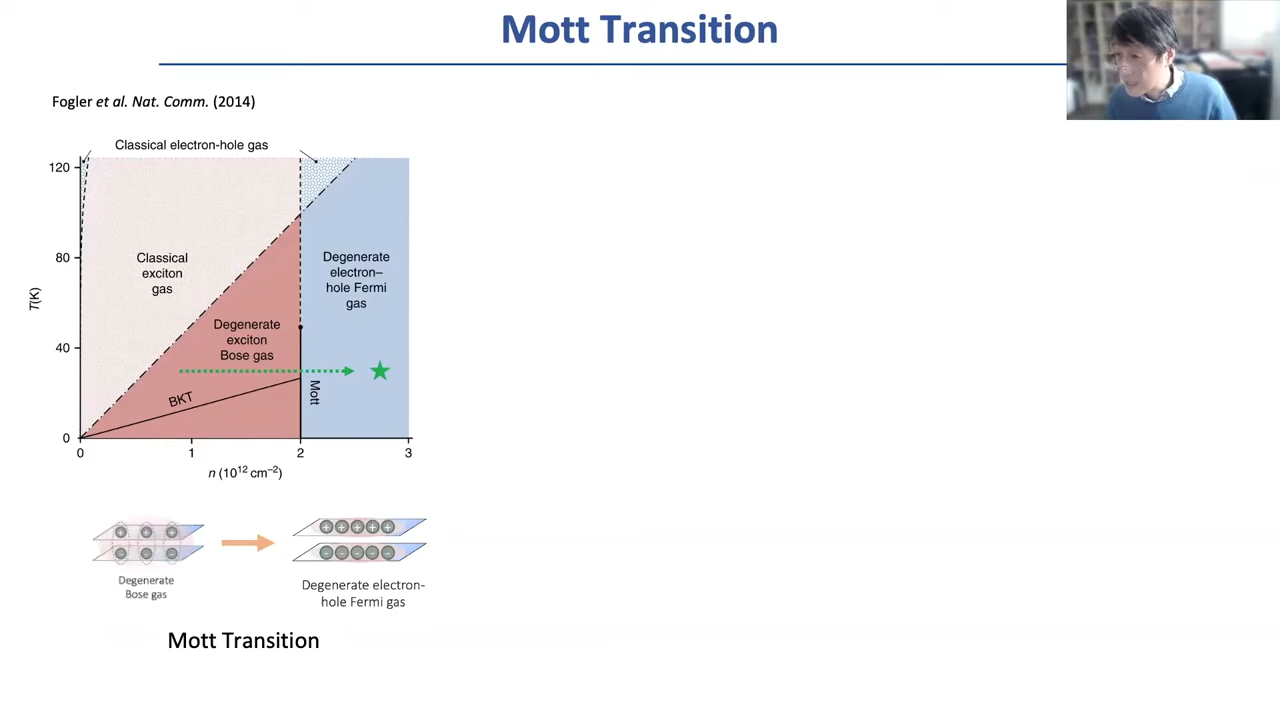 Mott Transition
Fogler et al. Nat. Comm. (2014)
Classical electron-hole gas
120
80
40
0
T(K)
Classical
exciton
gas
Degenerate
electron–
hole Fermi
gas
Degenerate
exciton
Bose gas
BKT
Mott
0
1
2
3
n (10¹² cm⁻²)
+ + +
- - -
+ + + + +
- - - - -
Degenerate
Bose gas
Degenerate electron-
hole Fermi gas
Mott Transition